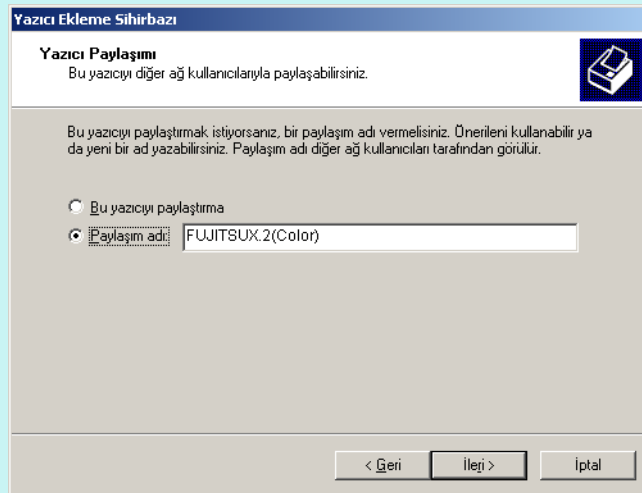 Yazıcı Ekleme Sihirbazı
Yazıcı Paylaşımı
Bu yazıcıyı diğer ağ kullanıcılarıyla paylaşabilirsiniz.
Bu yazıcıyı paylaştırmak istiyorsanız, bir paylaşım adı vermelisiniz. Önerileni kullanabilir ya
da yeni bir ad yazabilirsiniz. Paylaşım adı diğer ağ kullanıcıları tarafından görülür.
Bu yazıcıyı paylaştırma
Paylaşım adı: FUJITSUX.2(Color)
< Geri İleri > İptal